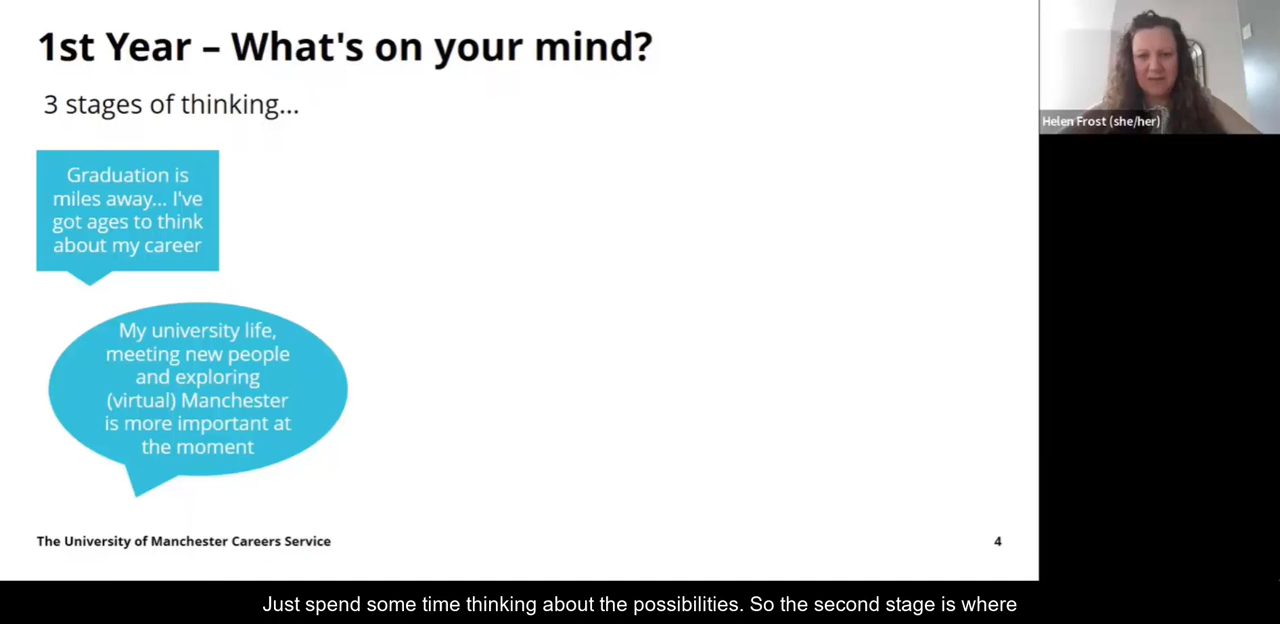 1st Year – What's on your mind?
3 stages of thinking...
Graduation is
miles away... I've
got ages to think
about my career
My university life,
meeting new people
and exploring
(virtual) Manchester
is more important at
the moment
The University of Manchester Careers Service
4
Helen Frost (she/her)
Just spend some time thinking about the possibilities. So the second stage is where